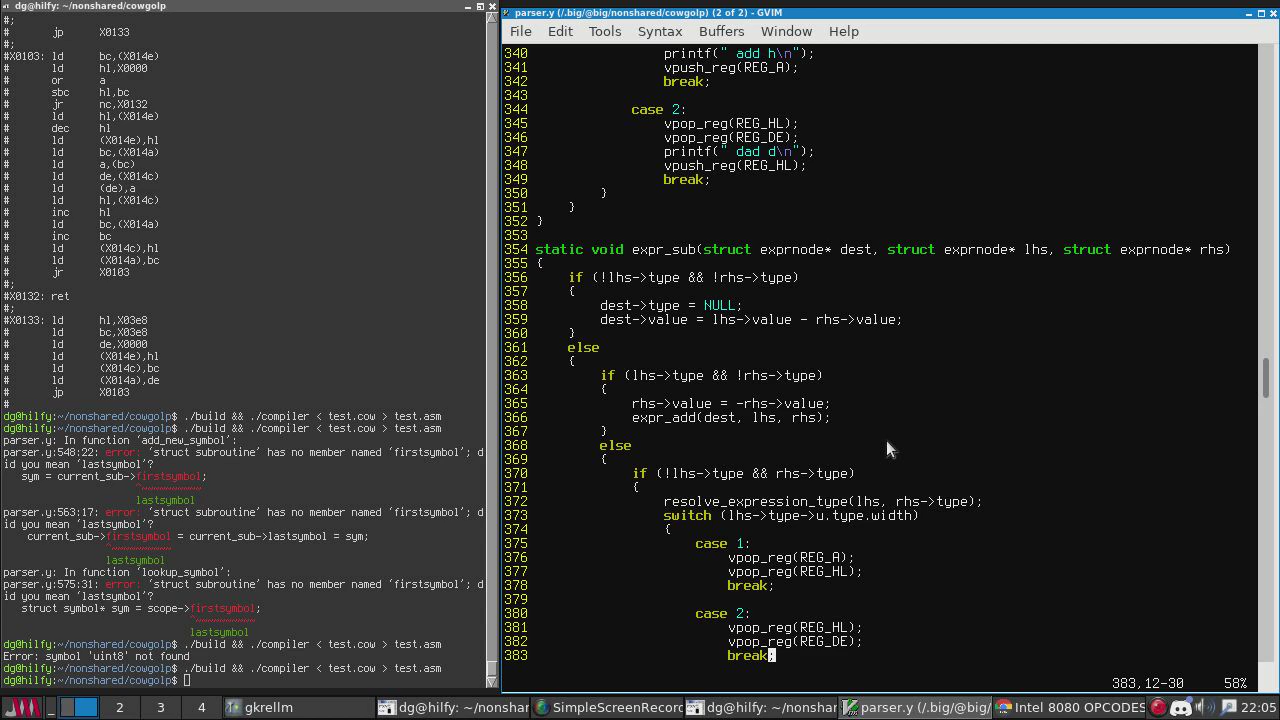 dg@hilfy: ~/nonshared/cowgolp
#;
#       jp      X0133
#;
#X0103: ld      bc,(X014e)
#       ld      hl,X0000
#       or      a
#       sbc     hl,bc
#       jr      nc,X0132
#       ld      hl,(X014e)
#       dec     hl
#       ld      (X014e),hl
#       ld      bc,(X014a)
#       ld      a,(bc)
#       ld      de,(X014c)
#       ld      (de),a
#       ld      hl,(X014c)
#       inc     hl
#       ld      bc,(X014a)
#       inc     bc
#       ld      (X014c),hl
#       ld      (X014a),bc
#       jr      X0103
#;
#X0132: ret
#;
#X0133: ld      hl,X03e8
#       ld      bc,X03e8
#       ld      de,X0000
#       ld      (X014e),hl
#       ld      (X014c),bc
#       ld      (X014a),de
#       jp      X0103
#
dg@hilfy:~/nonshared/cowgolp$ ./build && ./compiler < test.cow > test.asm
dg@hilfy:~/nonshared/cowgolp$ ./build && ./compiler < test.cow > test.asm
parser.y: In function ‘add_new_symbol’:
parser.y:548:22: error: ‘struct subroutine’ has no member named ‘firstsymbol’; d
id you mean ‘lastsymbol’?
   sym = current_sub->firstsymbol;
                      ^~~~~~~~~~~
                      lastsymbol
parser.y:563:17: error: ‘struct subroutine’ has no member named ‘firstsymbol’; d
id you mean ‘lastsymbol’?
    current_sub->firstsymbol = current_sub->lastsymbol = sym;
                 ^~~~~~~~~~~
                 lastsymbol
parser.y: In function ‘lookup_symbol’:
parser.y:575:31: error: ‘struct subroutine’ has no member named ‘firstsymbol’; d
id you mean ‘lastsymbol’?
   struct symbol* sym = scope->firstsymbol;
                               ^~~~~~~~~~~
                               lastsymbol
dg@hilfy:~/nonshared/cowgolp$ ./build && ./compiler < test.cow > test.asm
Error: symbol 'uint8' not found
dg@hilfy:~/nonshared/cowgolp$ ./build && ./compiler < test.cow > test.asm
dg@hilfy:~/nonshared/cowgolp$
parser.y (/.big/@big/nonshared/cowgolp) (2 of 2) - GVIM
File Edit Tools Syntax Buffers Window Help
340                 printf(" add h\n");
341                 vpush_reg(REG_A);
342                 break;
343
344             case 2:
345                 vpop_reg(REG_HL);
346                 vpop_reg(REG_DE);
347                 printf(" dad d\n");
348                 vpush_reg(REG_HL);
349                 break;
350         }
351     }
352 }
353
354 static void expr_sub(struct exprnode* dest, struct exprnode* lhs, struct exprnode* rhs)
355 {
356     if (!lhs->type && !rhs->type)
357     {
358         dest->type = NULL;
359         dest->value = lhs->value - rhs->value;
360     }
361     else
362     {
363         if (lhs->type && !rhs->type)
364         {
365             rhs->value = -rhs->value;
366             expr_add(dest, lhs, rhs);
367         }
368         else
369         {
370             if (!lhs->type && rhs->type)
371             {
372                 resolve_expression_type(lhs, rhs->type);
373                 switch (lhs->type->u.type.width)
374                 {
375                     case 1:
376                         vpop_reg(REG_A);
377                         vpop_reg(REG_HL);
378                         break;
379
380                     case 2:
381                         vpop_reg(REG_HL);
382                         vpop_reg(REG_DE);
383                         break;
383,12-30 58%
2 3 4 gkrellm dg@hilfy: ~/nonshar SimpleScreenRecord dg@hilfy: ~/nonshar parser.y (/.big/@big/ Intel 8080 OPCODES 22:05